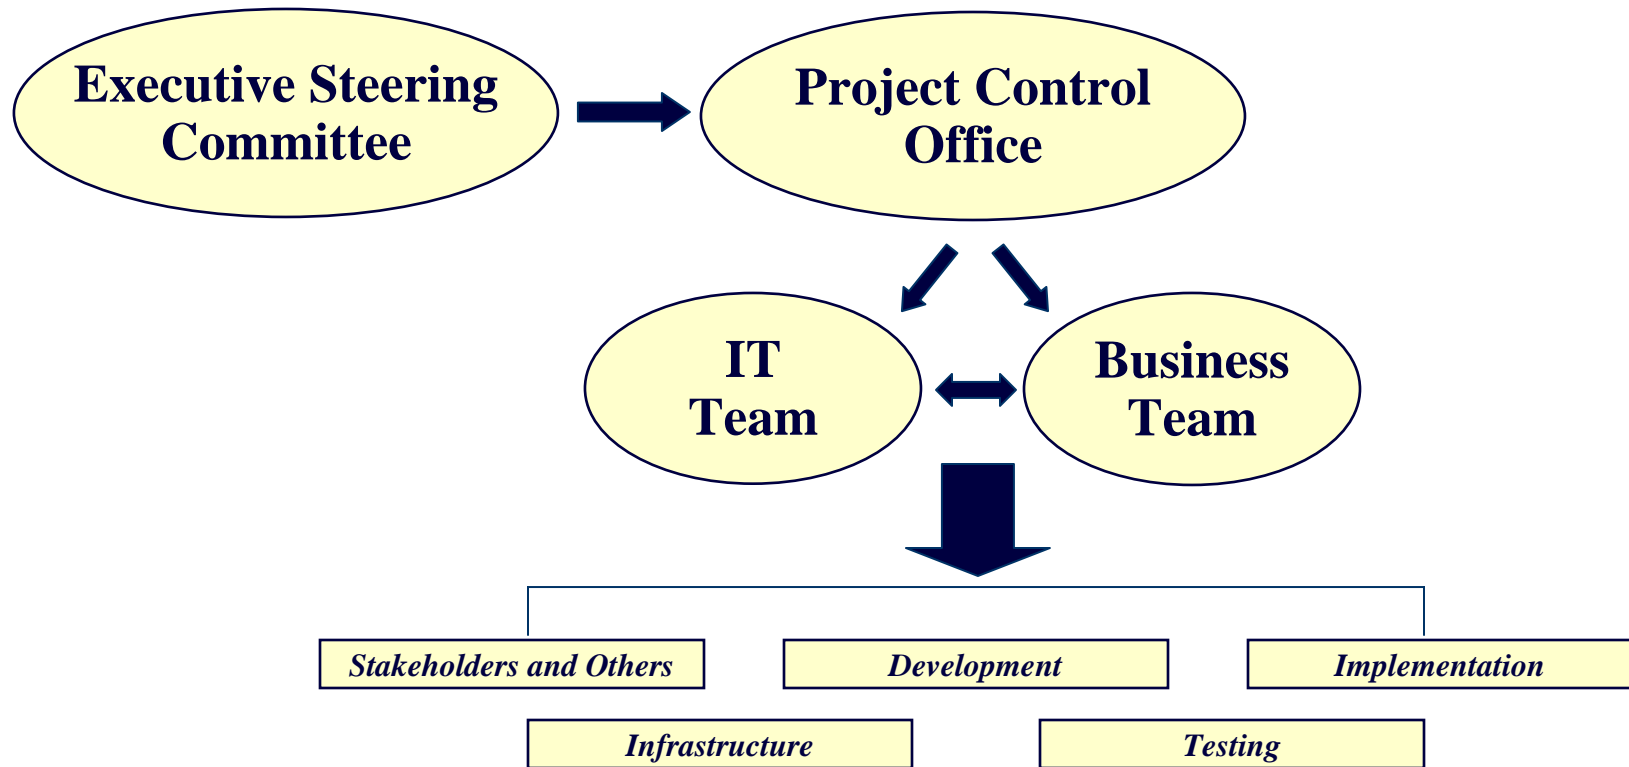 Executive Steering
Committee
Project Control
Office
IT
Team
Business
Team
Stakeholders and Others
Development
Implementation
Infrastructure
Testing